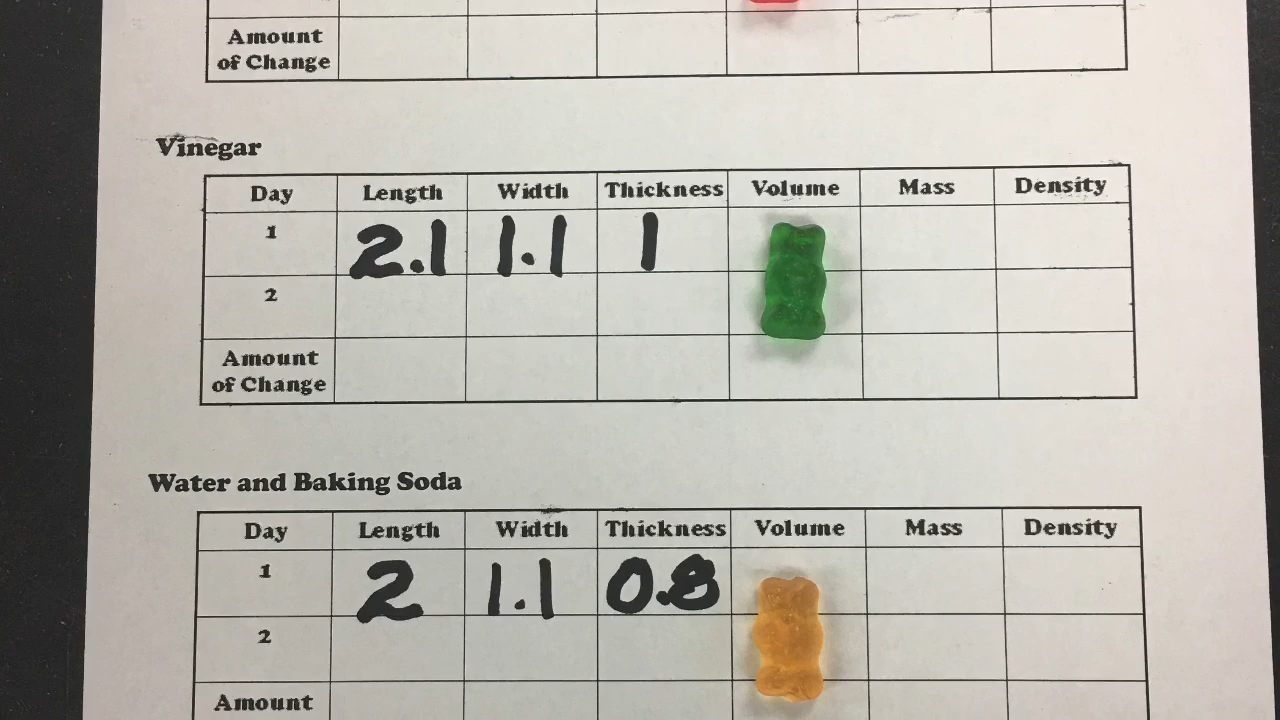 Amount
of Change
Vinegar
Day Length Width Thickness Volume Mass Density
1 2.1 1.1 1
2
Amount
of Change
Water and Baking Soda
Day Length Width Thickness Volume Mass Density
1 2 1.1 0.8
2
Amount